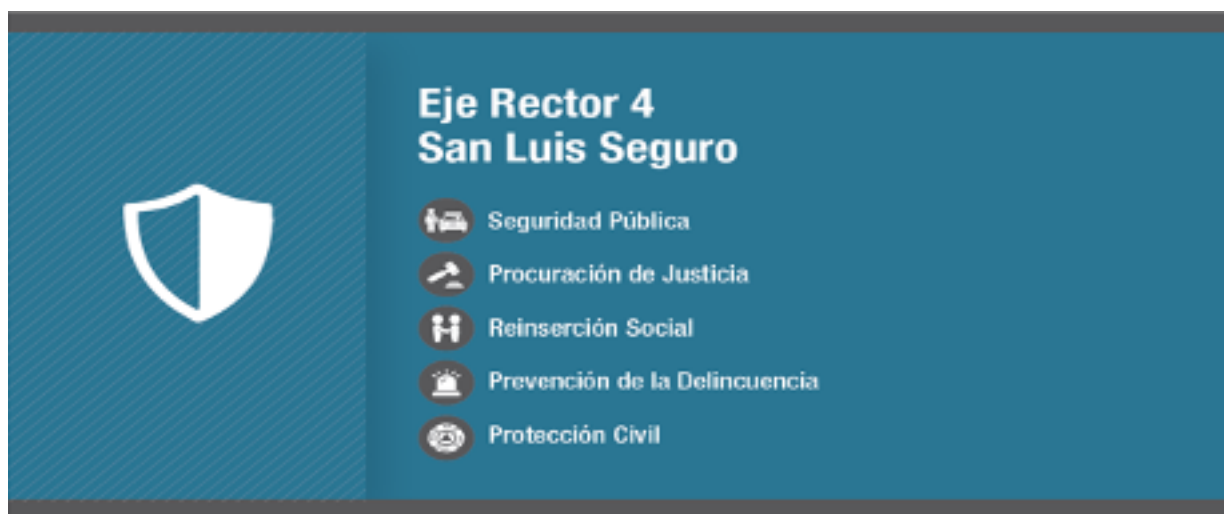 Eje Rector 4
San Luis Seguro
Seguridad Pública
Procuración de Justicia
Reinserción Social
Prevención de la Delincuencia
Protección Civil